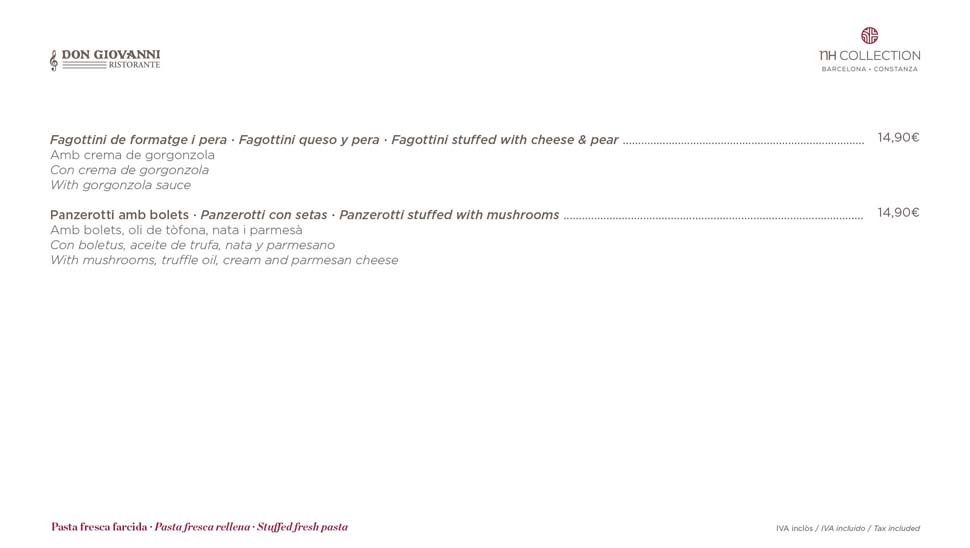 DON GIOVANNI
RISTORANTE
NH COLLECTION
BARCELONA · CONSTANZA
Fagottini de formatge i pera · Fagottini queso y pera · Fagottini stuffed with cheese & pear ................................................................................ 14,90€
Amb crema de gorgonzola
Con crema de gorgonzola
With gorgonzola sauce
Panzerotti amb bolets · Panzerotti con setas · Panzerotti stuffed with mushrooms ................................................................................................... 14,90€
Amb bolets, oli de tòfona, nata i parmesà
Con boletus, aceite de trufa, nata y parmesano
With mushrooms, truffle oil, cream and parmesan cheese
Pasta fresca farcida · Pasta fresca rellena · Stuffed fresh pasta
IVA inclòs / IVA incluido / Tax included